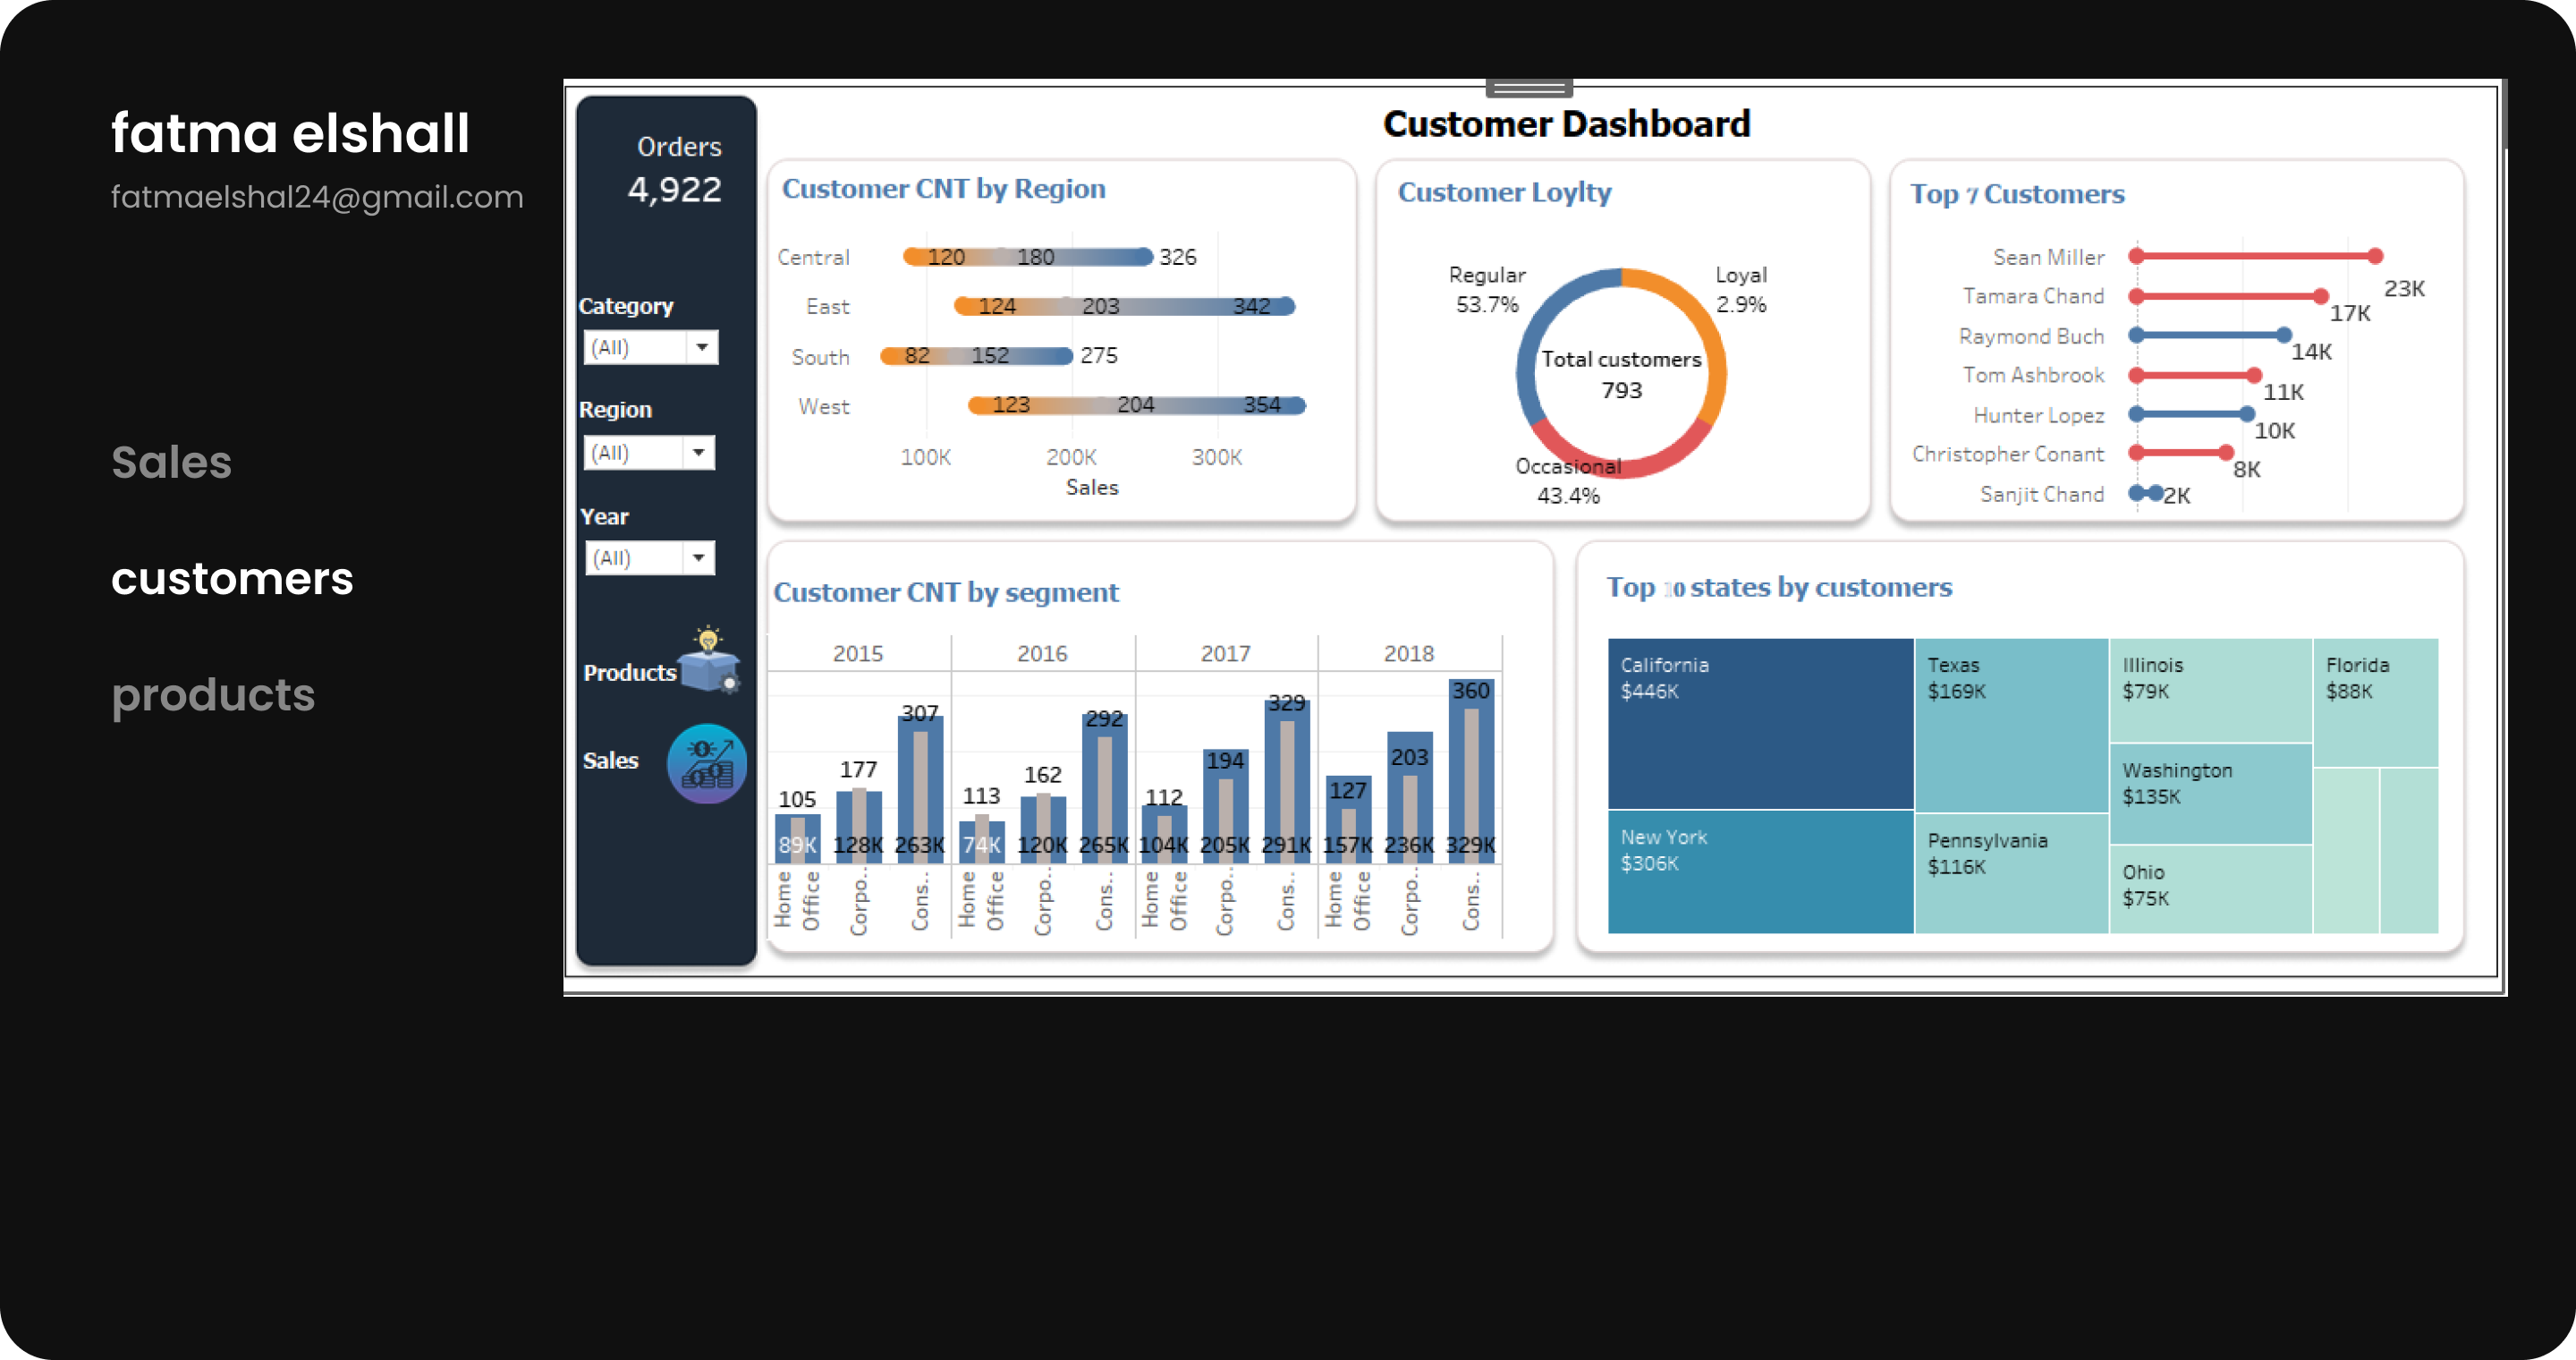 fatma elshall
fatmaelshal24@gmail.com
Sales
customers
products
Customer Dashboard
Orders
4,922
Category
(All)
Region
(All)
Year
(All)
Products
Sales
Customer CNT by Region
Central 120 180 326
East 124 203 342
South 82 152 275
West 123 204 354
100K 200K 300K
Sales
Customer Loylty
Regular
53.7%
Loyal
2.9%
Total customers
793
Occasional
43.4%
Top 7 Customers
Sean Miller
23K
Tamara Chand
17K
Raymond Buch
14K
Tom Ashbrook
11K
Hunter Lopez
10K
Christopher Conant
8K
Sanjit Chand 2K
Customer CNT by segment
2015 2016 2017 2018
105 177 307 113 162 292 112 194 329 127 203 360
89K 128K 263K 74K 120K 265K 104K 205K 291K 157K 236K 329K
Home Office Corpo.. Cons.. Home Office Corpo.. Cons.. Home Office Corpo.. Cons.. Home Office Corpo.. Cons..
Top 10 states by customers
California
$446K
New York
$306K
Texas
$169K
Pennsylvania
$116K
Illinois
$79K
Washington
$135K
Ohio
$75K
Florida
$88K